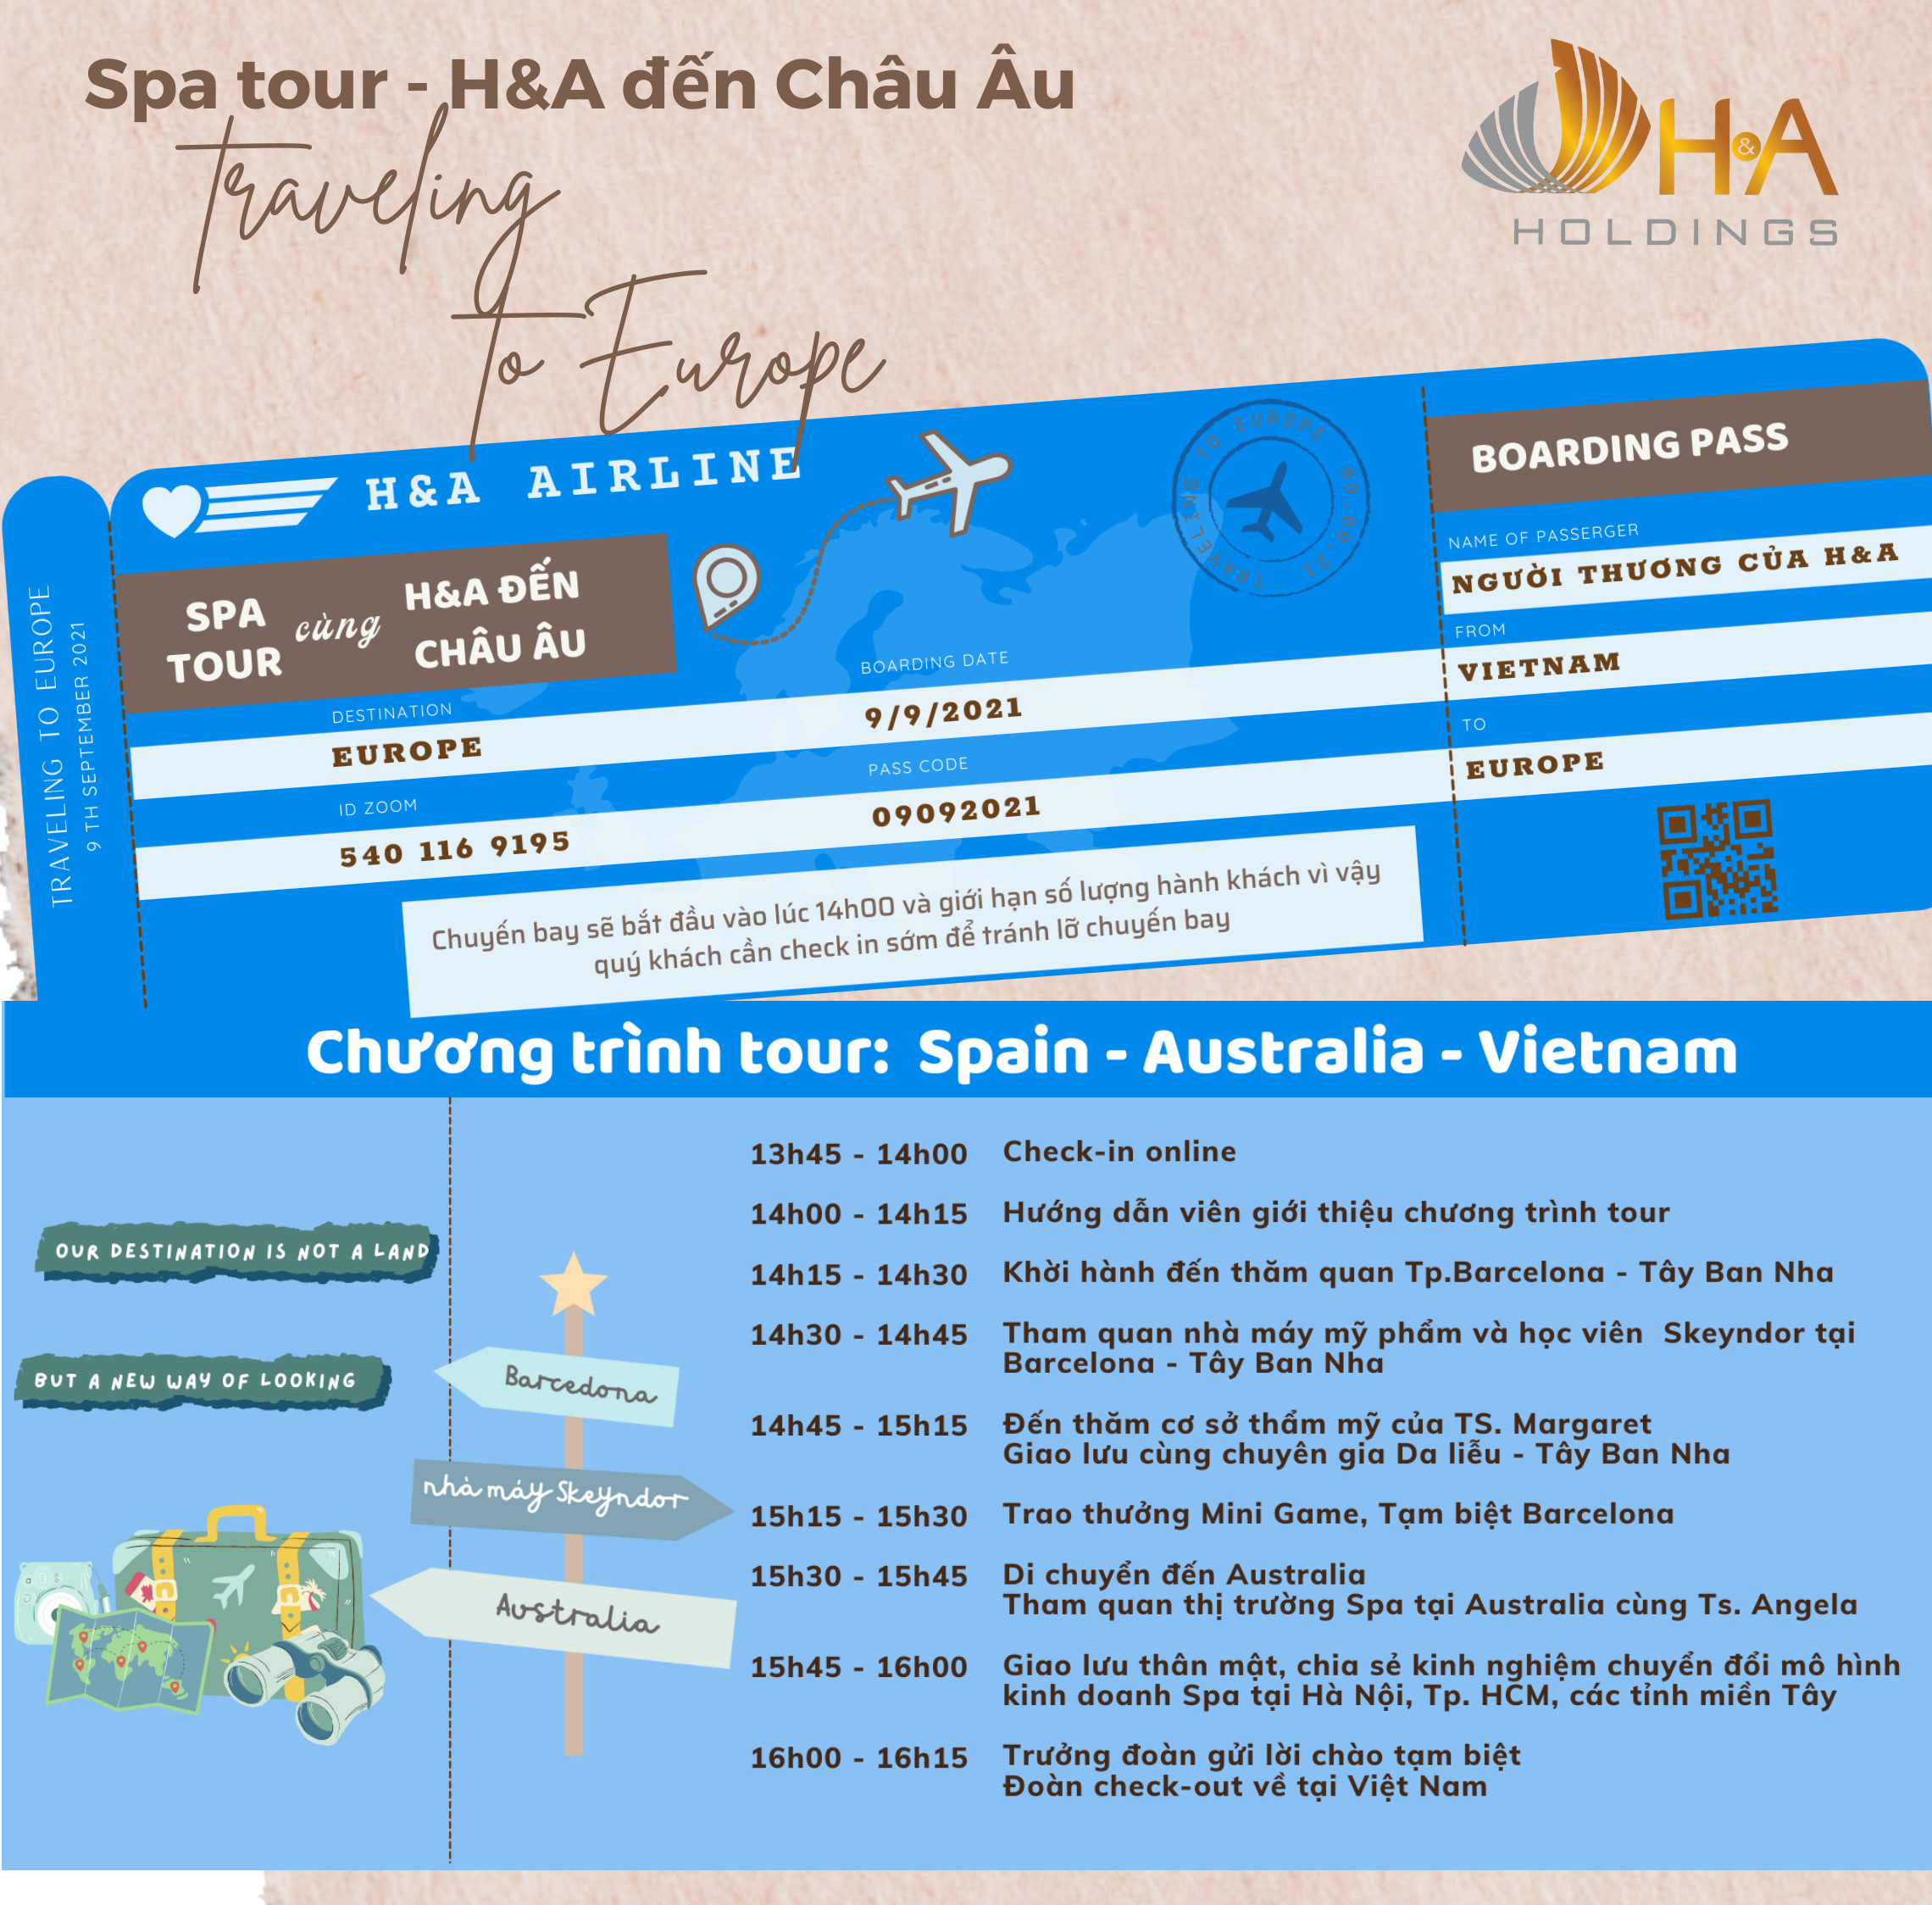 Spa tour - H&A đến Châu Âu
Traveling
to Europe
H&A
HOLDINGS
H&A AIRLINE
BOARDING PASS
TRAVELING TO EUROPE 09-09-21
TRAVELING TO EUROPE
9 TH SEPTEMBER 2021
SPA TOUR cùng H&A ĐẾN CHÂU ÂU
NAME OF PASSERGER
NGƯỜI THƯƠNG CỦA H&A
FROM
VIETNAM
TO
EUROPE
DESTINATION
EUROPE
BOARDING DATE
9/9/2021
ID ZOOM
540 116 9195
PASS CODE
09092021
Chuyến bay sẽ bắt đầu vào lúc 14h00 và giới hạn số lượng hành khách vì vậy
quý khách cần check in sớm để tránh lỡ chuyến bay
Chương trình tour: Spain - Australia - Vietnam
OUR DESTINATION IS NOT A LAND
BUT A NEW WAY OF LOOKING
Barcedona
nhà máy Skeyndor
Australia
13h45 - 14h00 Check-in online
14h00 - 14h15 Hướng dẫn viên giới thiệu chương trình tour
14h15 - 14h30 Khời hành đến thăm quan Tp.Barcelona - Tây Ban Nha
14h30 - 14h45 Tham quan nhà máy mỹ phẩm và học viên Skeyndor tại
Barcelona - Tây Ban Nha
14h45 - 15h15 Đến thăm cơ sở thẩm mỹ của TS. Margaret
Giao lưu cùng chuyên gia Da liễu - Tây Ban Nha
15h15 - 15h30 Trao thưởng Mini Game, Tạm biệt Barcelona
15h30 - 15h45 Di chuyển đến Australia
Tham quan thị trường Spa tại Australia cùng Ts. Angela
15h45 - 16h00 Giao lưu thân mật, chia sẻ kinh nghiệm chuyển đổi mô hình
kinh doanh Spa tại Hà Nội, Tp. HCM, các tỉnh miền Tây
16h00 - 16h15 Trưởng đoàn gửi lời chào tạm biệt
Đoàn check-out về tại Việt Nam